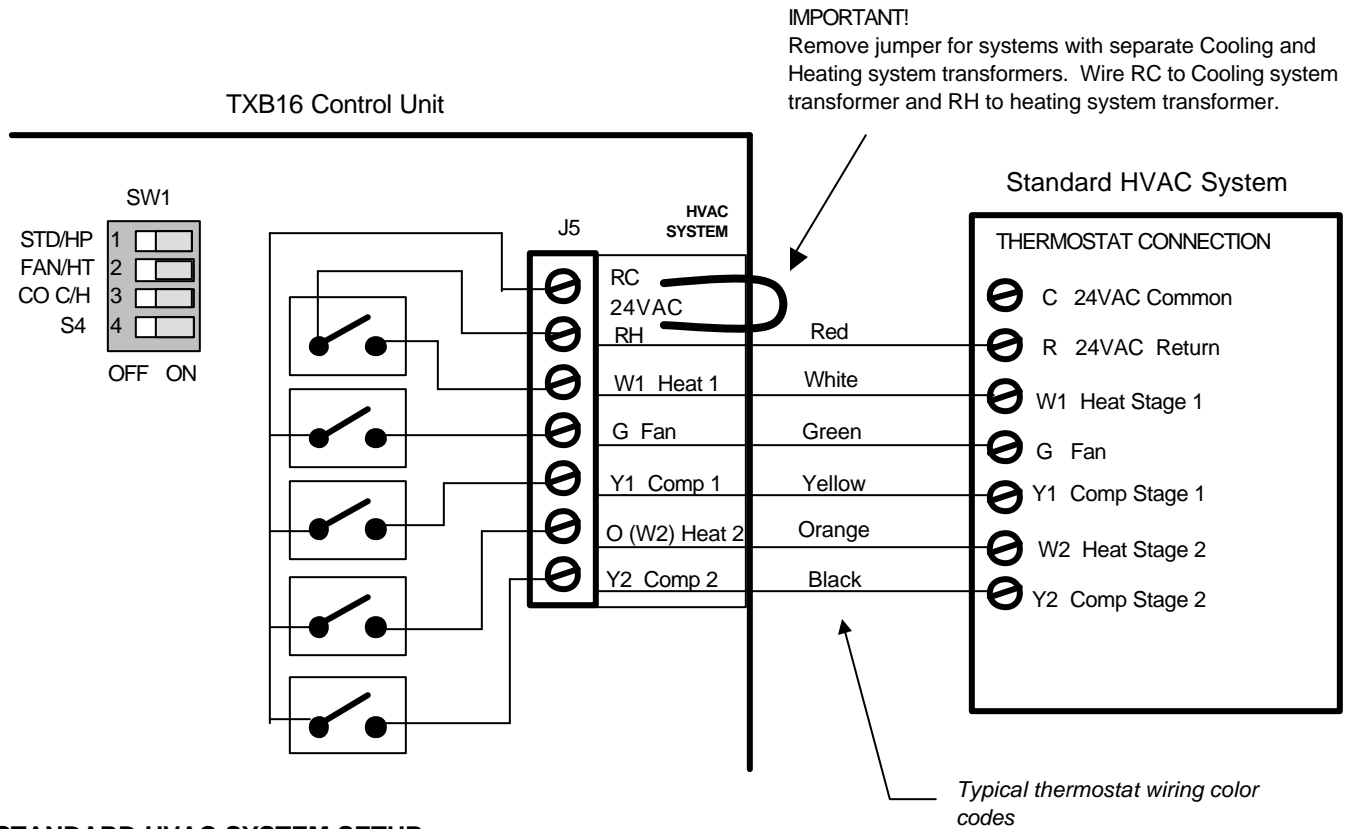 IMPORTANT!
Remove jumper for systems with separate Cooling and
Heating system transformers. Wire RC to Cooling system
transformer and RH to heating system transformer.
TXB16 Control Unit
Standard HVAC System
SW1
STD/HP 1
FAN/HT 2
CO C/H 3
S4 4
OFF ON
J5
HVAC
SYSTEM
RC
24VAC
RH
W1 Heat 1
G Fan
Y1 Comp 1
O (W2) Heat 2
Y2 Comp 2
Red
White
Green
Yellow
Orange
Black
THERMOSTAT CONNECTION
C 24VAC Common
R 24VAC Return
W1 Heat Stage 1
G Fan
Y1 Comp Stage 1
W2 Heat Stage 2
Y2 Comp Stage 2
Typical thermostat wiring color
codes
STANDARD HVAC SYSTEM SETUP